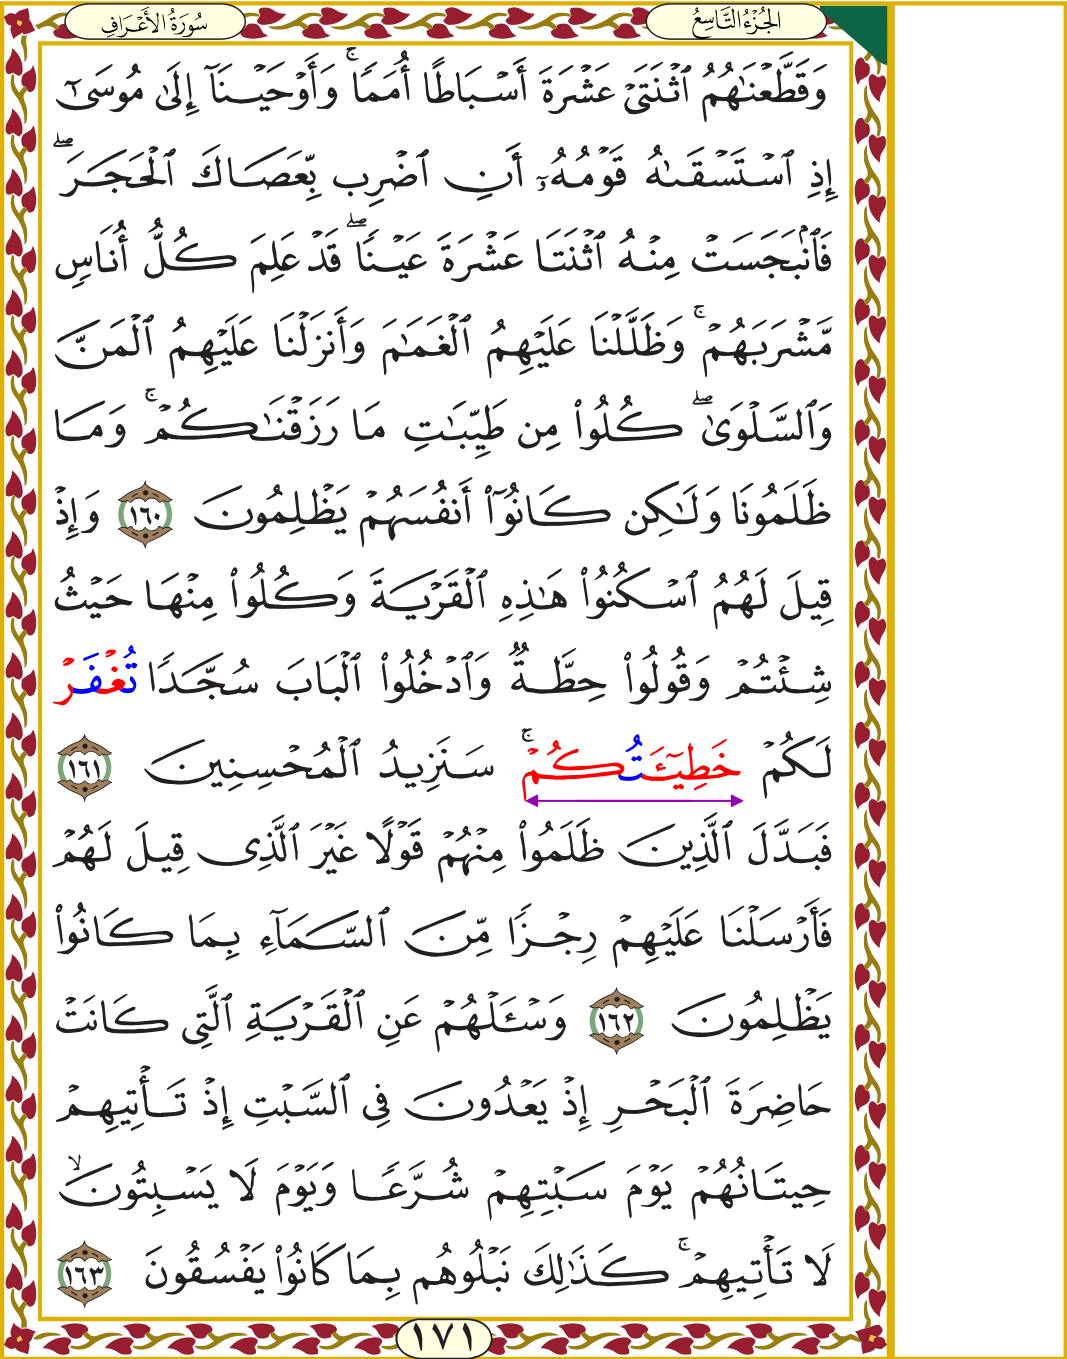 الجُزْءُ التَّاسِعُ
سُورَةُ الأَعْرَافِ
وَقَطَّعْنَٰهُمُ ٱثْنَتَىْ عَشْرَةَ أَسْبَاطًا أُمَمًا ۚ وَأَوْحَيْنَآ إِلَىٰ مُوسَىٰٓ
إِذِ ٱسْتَسْقَىٰهُ قَوْمُهُۥٓ أَنِ ٱضْرِب بِّعَصَاكَ ٱلْحَجَرَ ۖ
فَٱنۢبَجَسَتْ مِنْهُ ٱثْنَتَا عَشْرَةَ عَيْنًا ۖ قَدْ عَلِمَ كُلُّ أُنَاسٍ
مَّشْرَبَهُمْ ۚ وَظَلَّلْنَا عَلَيْهِمُ ٱلْغَمَٰمَ وَأَنزَلْنَا عَلَيْهِمُ ٱلْمَنَّ
وَٱلسَّلْوَىٰ ۖ كُلُوا۟ مِن طَيِّبَٰتِ مَا رَزَقْنَٰكُمْ ۚ وَمَا
ظَلَمُونَا وَلَٰكِن كَانُوٓا۟ أَنفُسَهُمْ يَظْلِمُونَ ١٦٠ وَإِذْ
قِيلَ لَهُمُ ٱسْكُنُوا۟ هَٰذِهِ ٱلْقَرْيَةَ وَكُلُوا۟ مِنْهَا حَيْثُ
شِئْتُمْ وَقُولُوا۟ حِطَّةٌ وَٱدْخُلُوا۟ ٱلْبَابَ سُجَّدًا تُغْفَرْ
لَكُمْ خَطِيٓـَٔتُكُمْ ۚ سَنَزِيدُ ٱلْمُحْسِنِينَ ١٦١
فَبَدَّلَ ٱلَّذِينَ ظَلَمُوا۟ مِنْهُمْ قَوْلًا غَيْرَ ٱلَّذِى قِيلَ لَهُمْ
فَأَرْسَلْنَا عَلَيْهِمْ رِجْزًا مِّنَ ٱلسَّمَآءِ بِمَا كَانُوا۟
يَظْلِمُونَ ١٦٢ وَسْـَٔلْهُمْ عَنِ ٱلْقَرْيَةِ ٱلَّتِى كَانَتْ
حَاضِرَةَ ٱلْبَحْرِ إِذْ يَعْدُونَ فِى ٱلسَّبْتِ إِذْ تَأْتِيهِمْ
حِيتَانُهُمْ يَوْمَ سَبْتِهِمْ شُرَّعًا وَيَوْمَ لَا يَسْبِتُونَ ۙ
لَا تَأْتِيهِمْ ۚ كَذَٰلِكَ نَبْلُوهُم بِمَا كَانُوا۟ يَفْسُقُونَ ١٦٣
١٧١